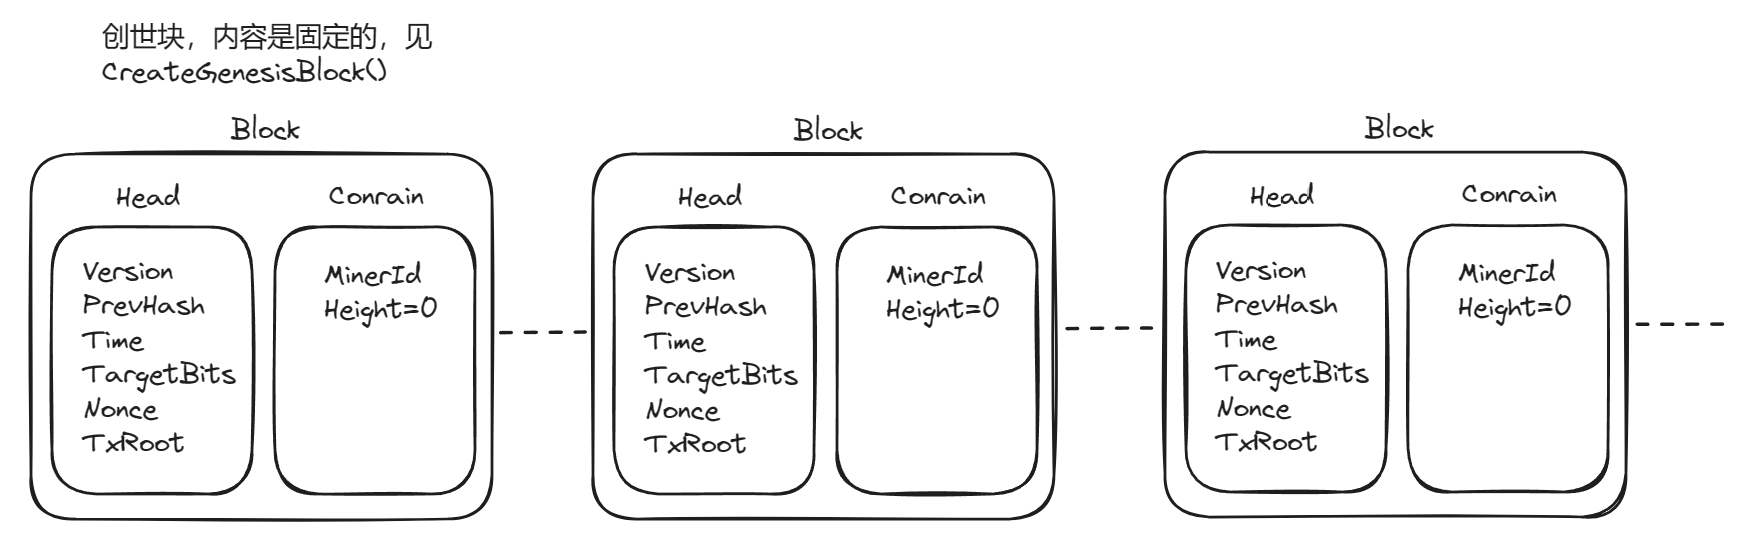 创世块，内容是固定的，见
CreateGenesisBlock()
Block
Head
Conrain
Version
PrevHash
Time
TargetBits
Nonce
TxRoot
MinerId
Height=0
Block
Head
Conrain
Version
PrevHash
Time
TargetBits
Nonce
TxRoot
MinerId
Height=0
Block
Head
Conrain
Version
PrevHash
Time
TargetBits
Nonce
TxRoot
MinerId
Height=0